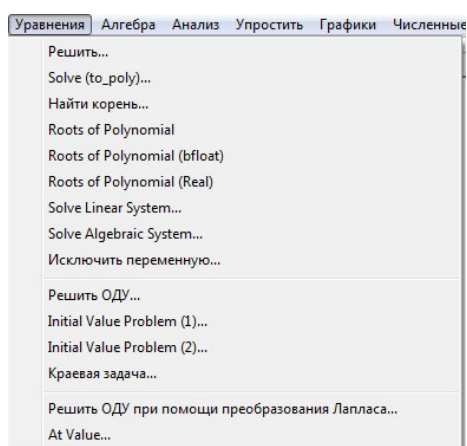 Уравнения Алгебра Анализ Упростить Графики Численные
Решить...
Solve (to_poly)...
Найти корень...
Roots of Polynomial
Roots of Polynomial (bfloat)
Roots of Polynomial (Real)
Solve Linear System...
Solve Algebraic System...
Исключить переменную...
Решить ОДУ...
Initial Value Problem (1)...
Initial Value Problem (2)...
Краевая задача...
Решить ОДУ при помощи преобразования Лапласа...
At Value...